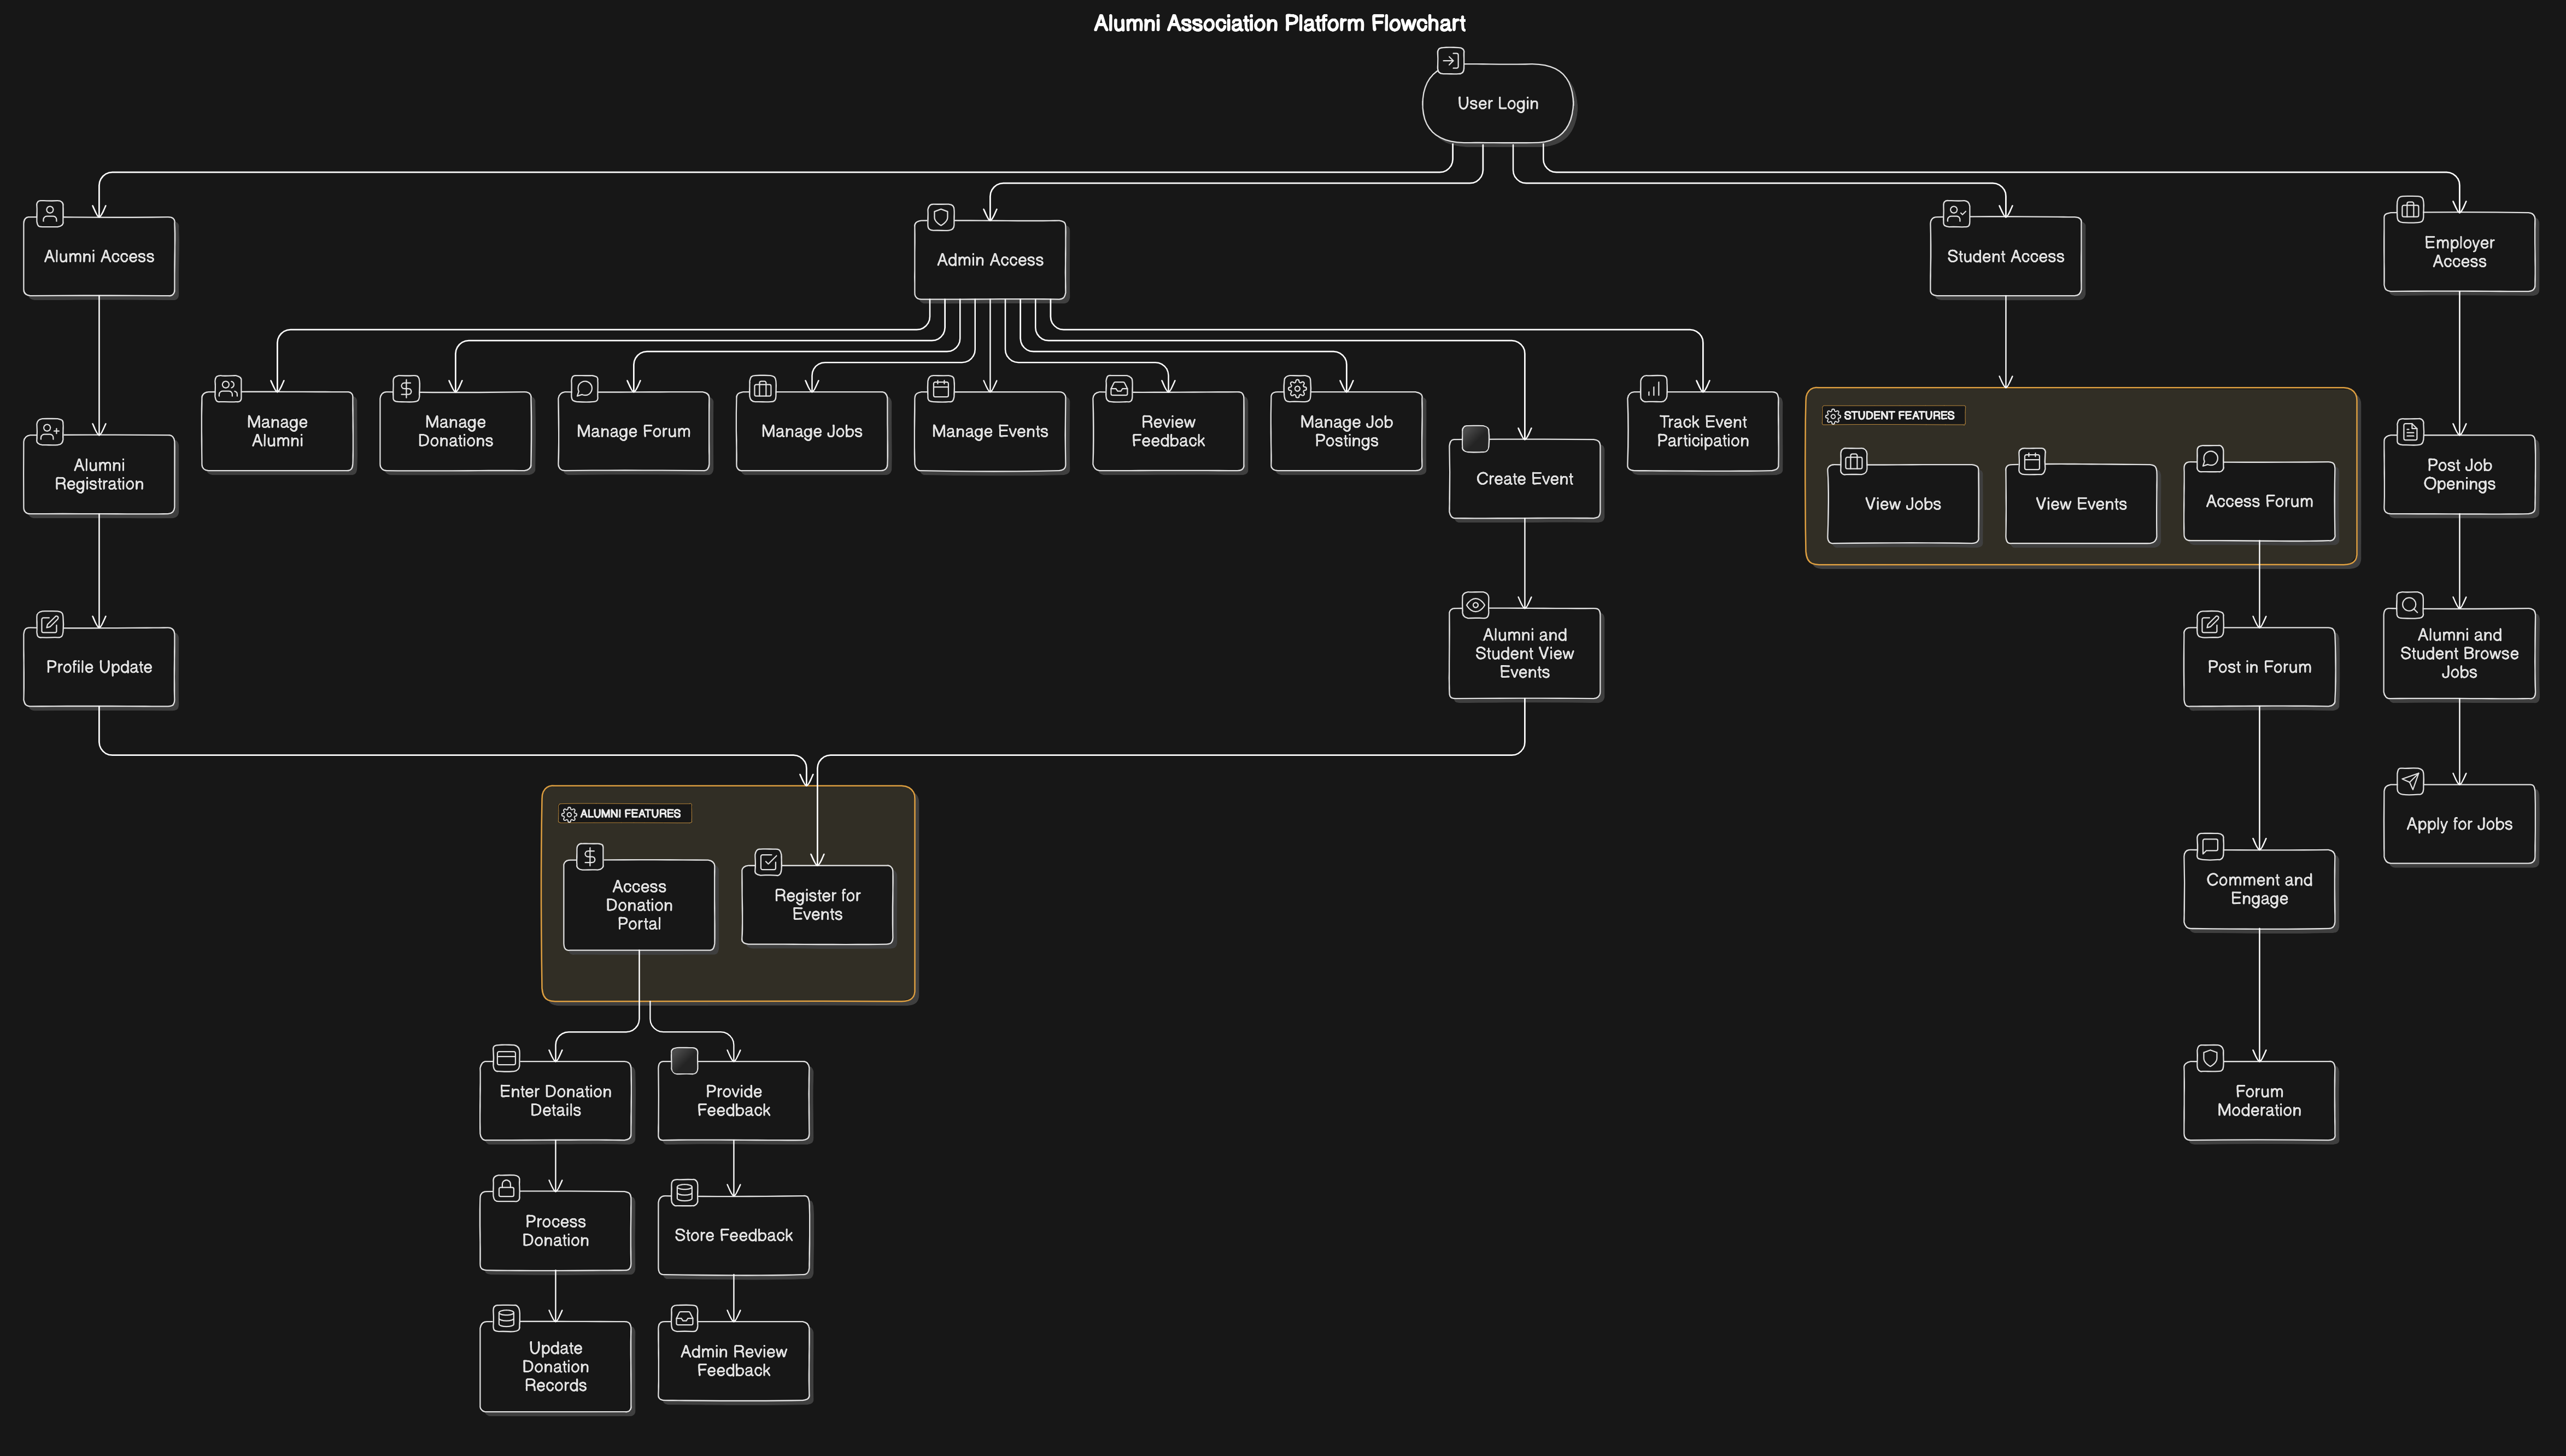 Alumni Association Platform Flowchart
User Login
Alumni Access
Admin Access
Student Access
Employer
Access
Manage
Alumni
Manage
Donations
Manage Forum
Manage Jobs
Manage Events
Review
Feedback
Manage Job
Postings
Create Event
Track Event
Participation
STUDENT FEATURES
View Jobs
View Events
Access Forum
Alumni
Registration
Post Job
Openings
Profile Update
Alumni and
Student View
Events
Post in Forum
Alumni and
Student Browse
Jobs
ALUMNI FEATURES
Access
Donation
Portal
Register for
Events
Comment and
Engage
Apply for Jobs
Enter Donation
Details
Provide
Feedback
Forum
Moderation
Process
Donation
Store Feedback
Update
Donation
Records
Admin Review
Feedback